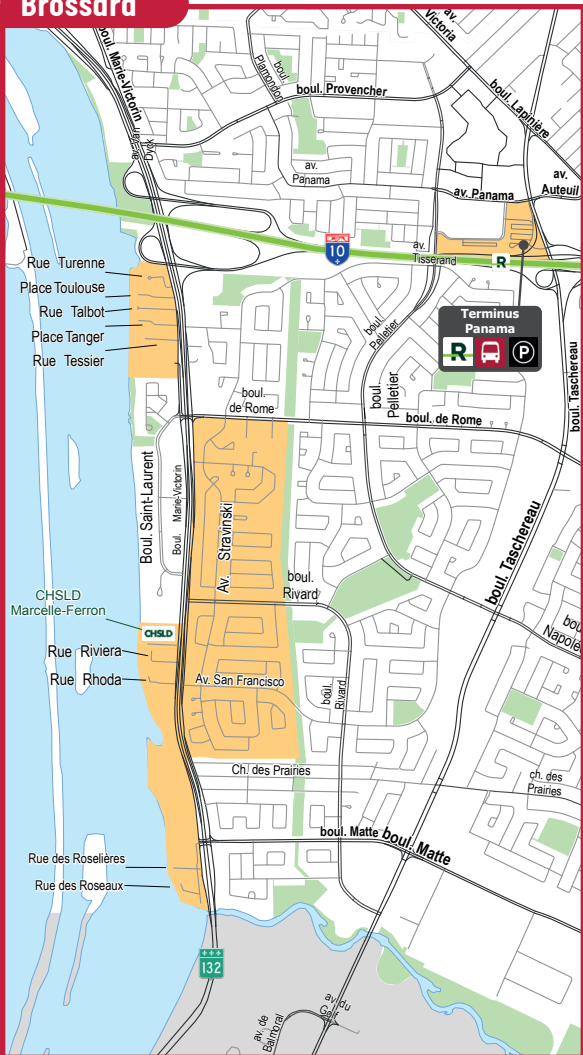 Brossard
av.
Victoria
boul. Marie-Victorin
boul.
Plamondon
boul. Provencher
boul. Lapinière
av. Van
Dyck
av.
Panama
av. Panama
av.
Auteuil
10
av.
Tisserand
R
Rue Turenne
Place Toulouse
Rue Talbot
Place Tanger
Rue Tessier
Terminus
Panama
R
P
boul.
Pelletier
boul.
Pelletier
boul. Taschereau
boul.
de Rome
boul. de Rome
Boul. Saint-Laurent
Boul. Marie-Victorin
Av. Stravinski
boul. Taschereau
boul.
Rivard
CHSLD
Marcelle-Ferron
CHSLD
boul.
Rue Riviera
Rue Rhoda
Av. San Francisco
boul.
Rivard
Ch. des Prairies
ch. des
Prairies
boul. Matte
boul. Matte
Rue des Roselières
Rue des Roseaux
132
av. du
Golf
av. de
Balmoral